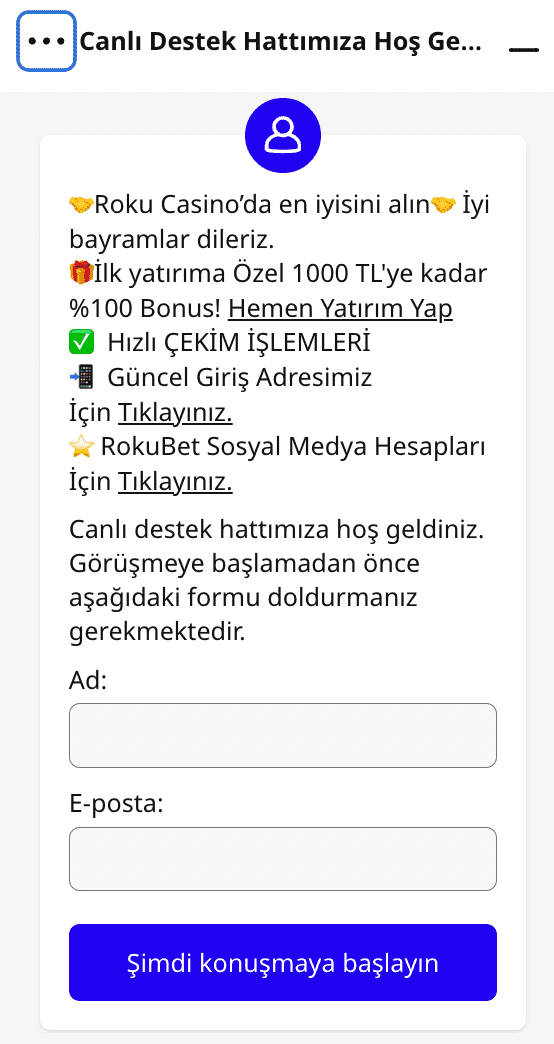 Canlı Destek Hattımıza Hoş Ge...
🤝Roku Casino’da en iyisini alın🤝 İyi
bayramlar dileriz.
🎁İlk yatırıma Özel 1000 TL'ye kadar
%100 Bonus! Hemen Yatırım Yap
✅ Hızlı ÇEKİM İŞLEMLERİ
📲 Güncel Giriş Adresimiz
İçin Tıklayınız.
⭐ RokuBet Sosyal Medya Hesapları
İçin Tıklayınız.
Canlı destek hattımıza hoş geldiniz.
Görüşmeye başlamadan önce
aşağıdaki formu doldurmanız
gerekmektedir.
Ad:
E-posta:
Şimdi konuşmaya başlayın